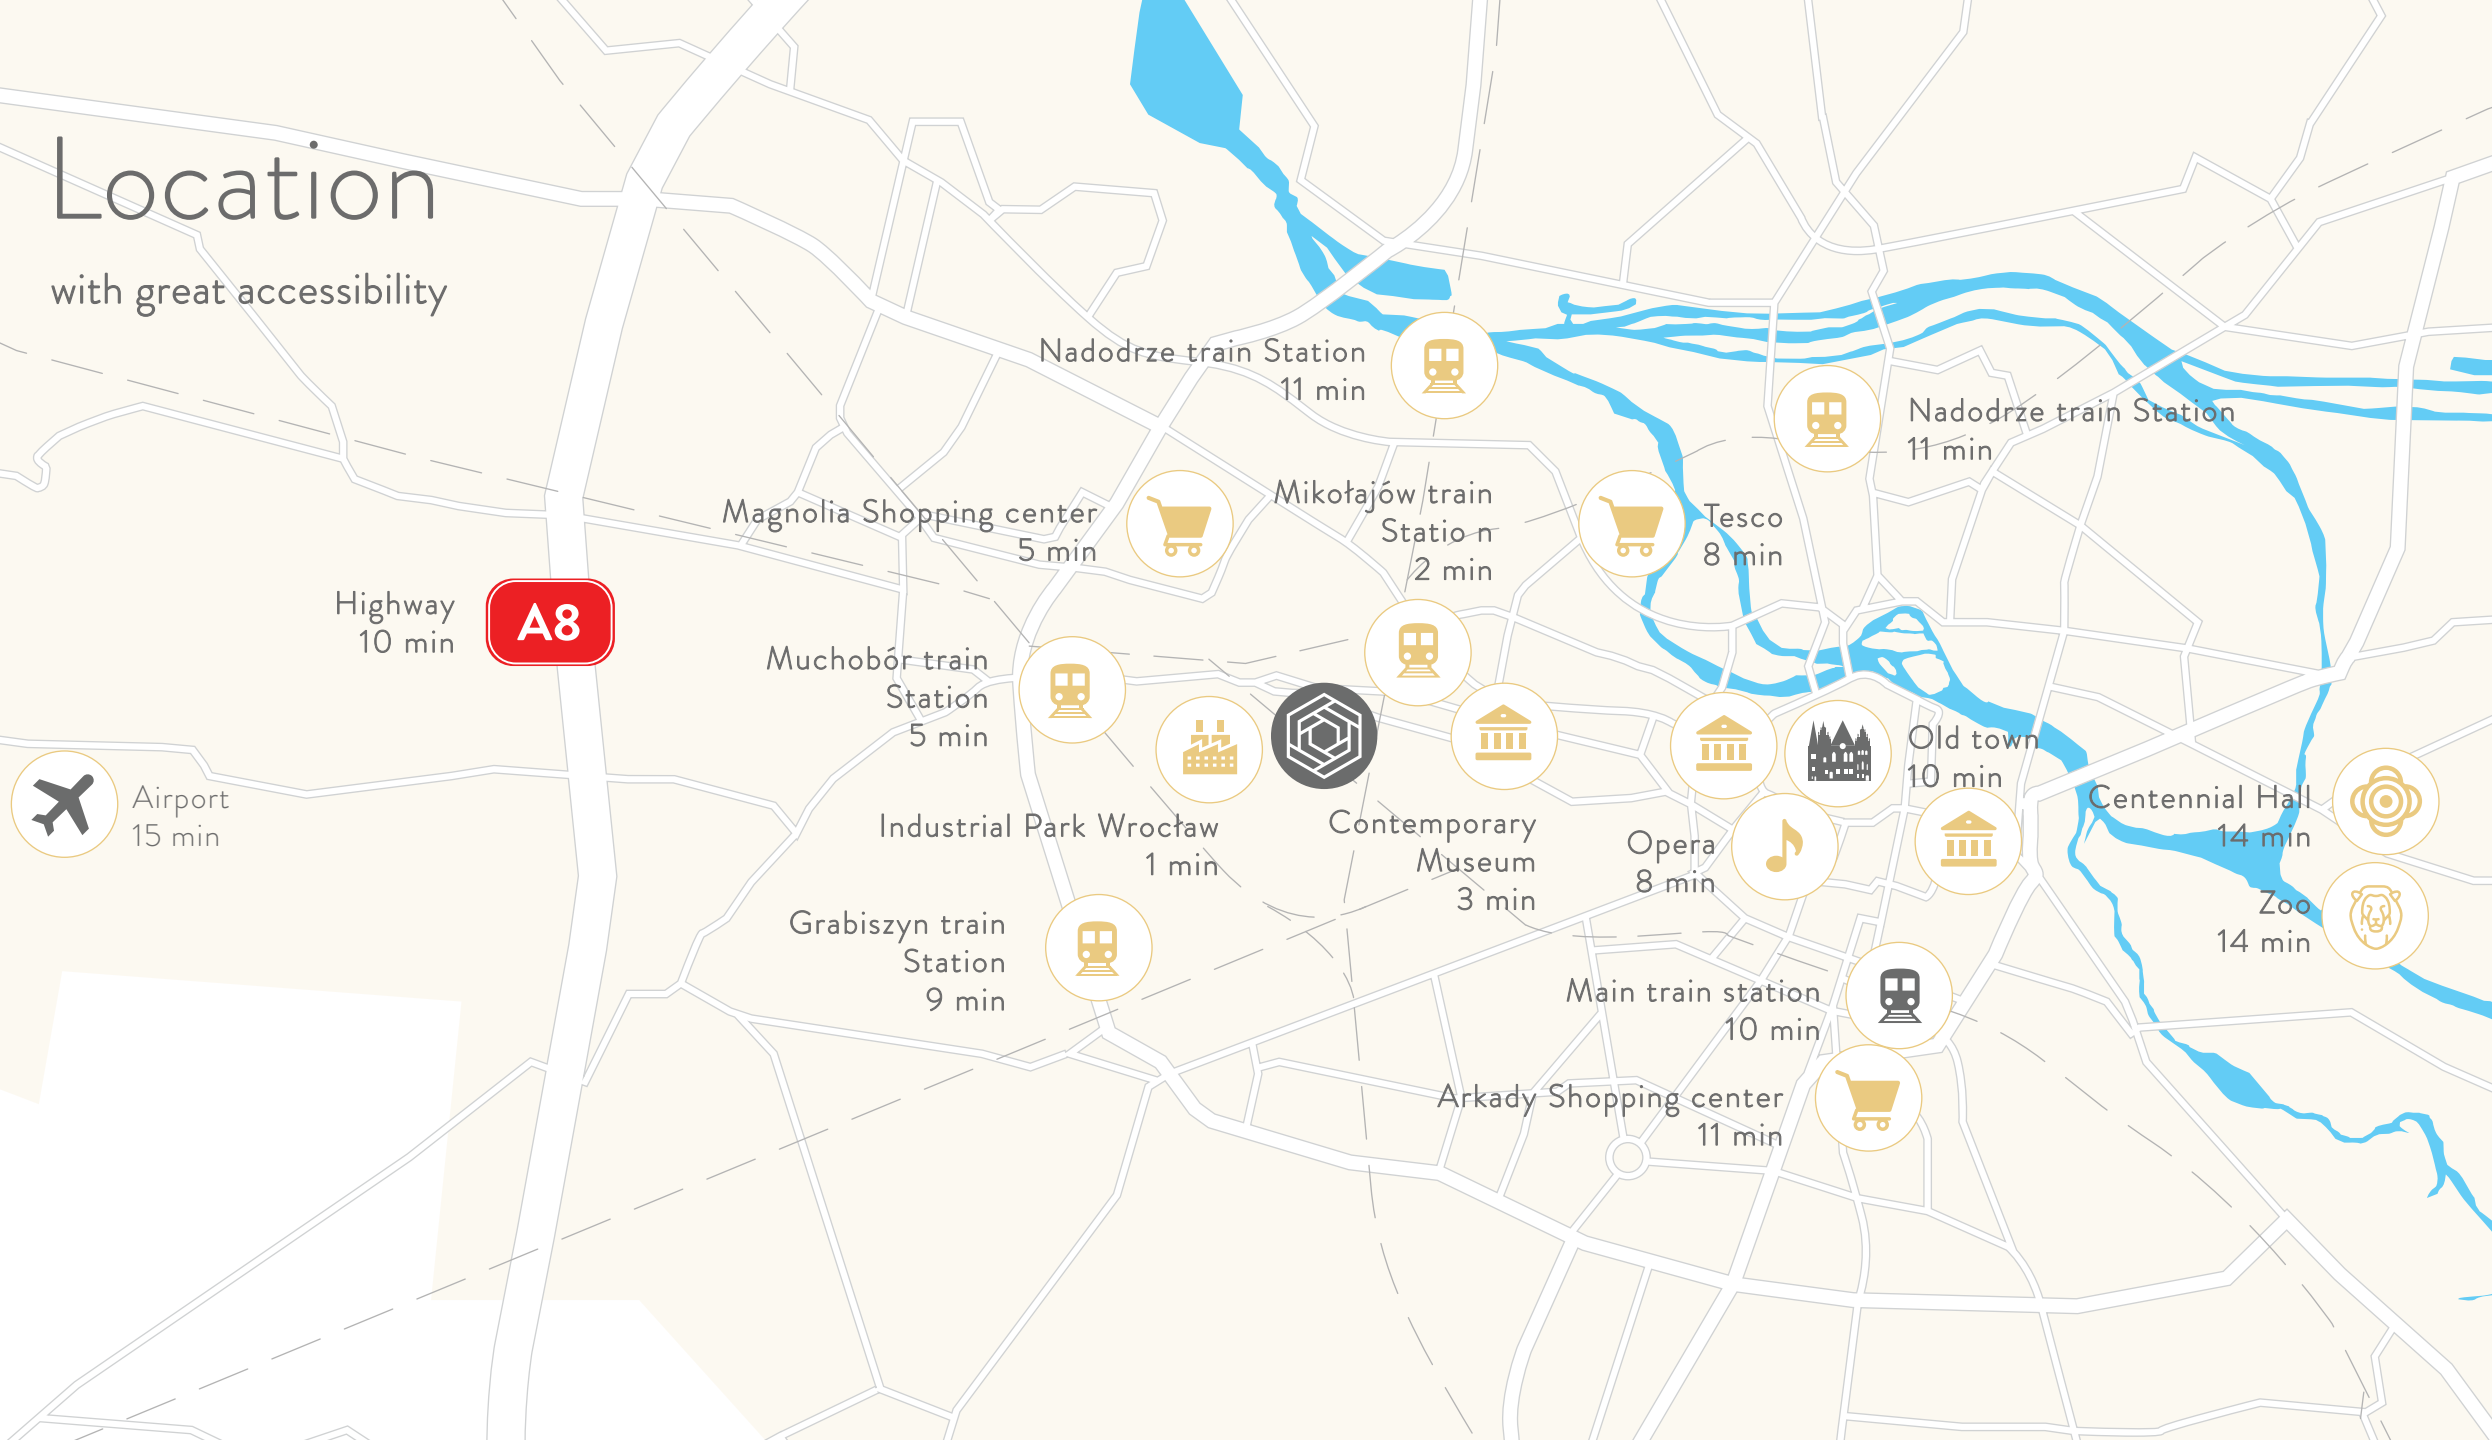 Location
with great accessibility
Nadodrze train Station
11 min
Nadodrze train Station
11 min
Magnolia Shopping center
5 min
Mikołajów train
Statio n
2 min
Tesco
8 min
Highway
10 min
A8
Muchobór train
Station
5 min
Old town
10 min
Airport
15 min
Industrial Park Wrocław
1 min
Contemporary
Museum
3 min
Opera
8 min
Centennial Hall
14 min
Zoo
14 min
Grabiszyn train
Station
9 min
Main train station
10 min
Arkady Shopping center
11 min